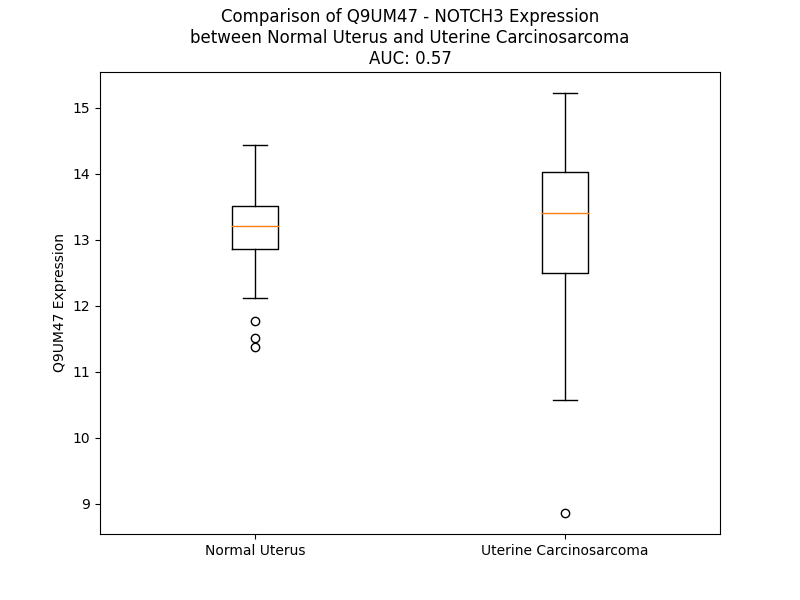 Comparison of Q9UM47 - NOTCH3 Expression
between Normal Uterus and Uterine Carcinosarcoma
AUC: 0.57
15
14
13
12
11
10
9
Q9UM47 Expression
Normal Uterus
Uterine Carcinosarcoma